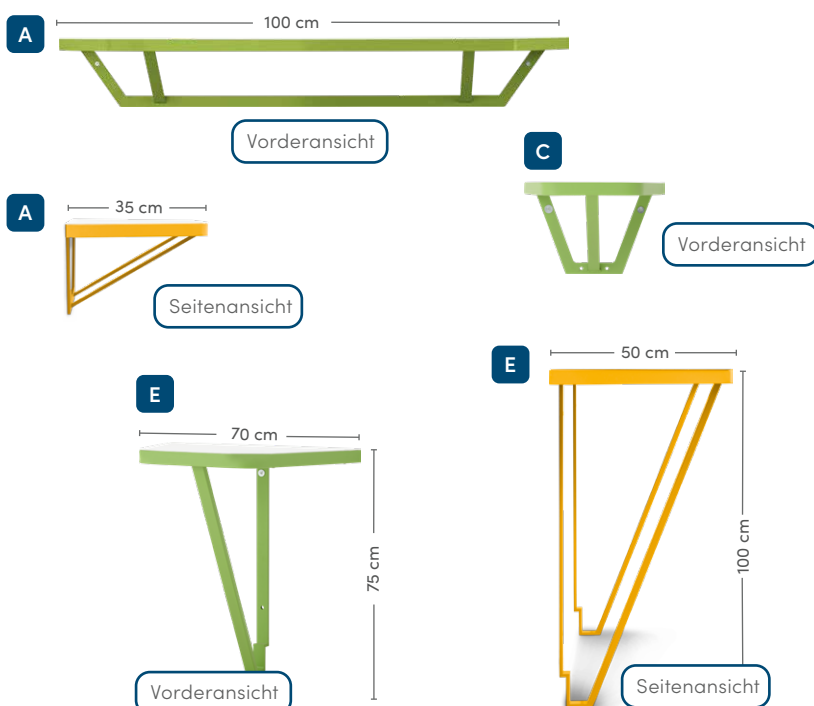 A
100 cm
Vorderansicht
C
A
35 cm
Vorderansicht
Seitenansicht
E
50 cm
E
70 cm
75 cm
100 cm
Vorderansicht
Seitenansicht